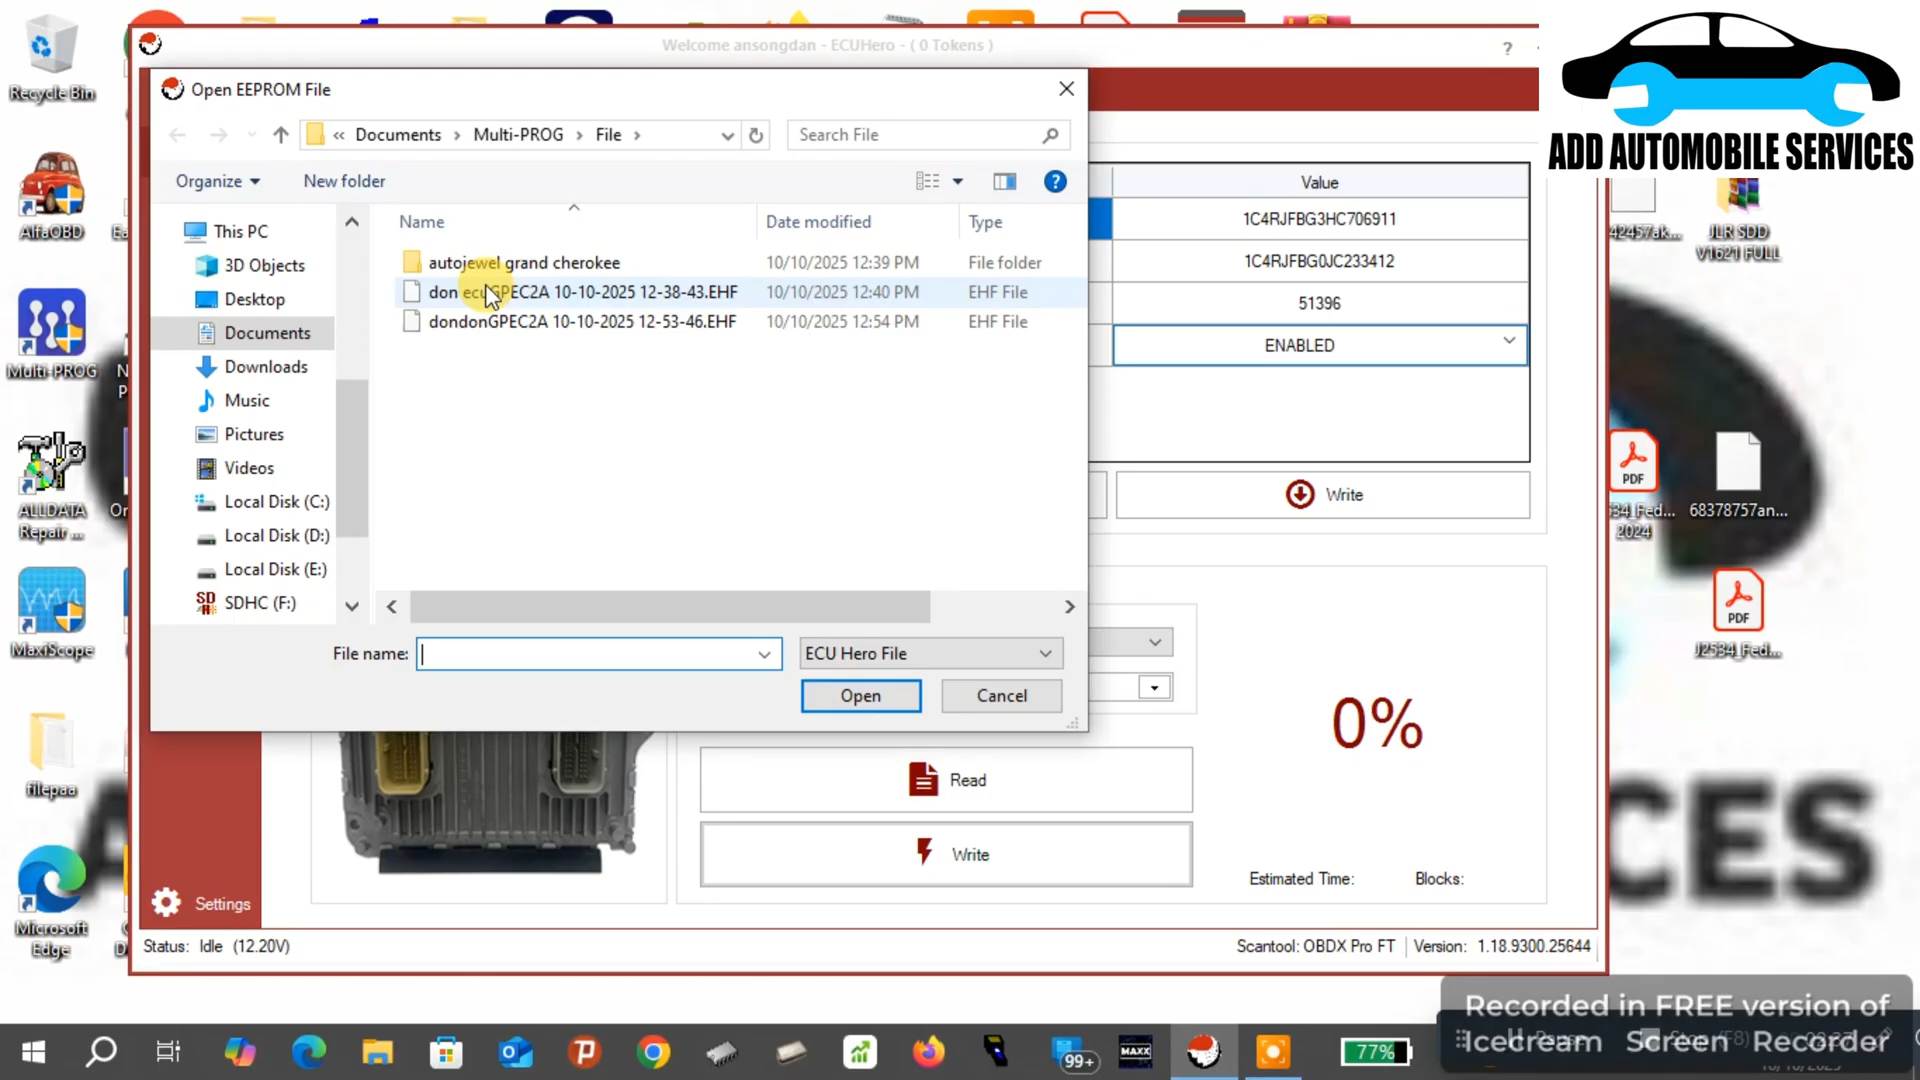 Welcome ansongdan - ECUHero - ( 0 Tokens )
?
ADD AUTOMOBILE SERVICES
Recycle Bin
AlfaOBD
Multi-PROG
ALLDATA
Repair ...
MaxiScope
filepaa
Microsoft
Edge
Open EEPROM File
« Documents > Multi-PROG > File >
Search File
Organize
New folder
This PC
3D Objects
Desktop
Documents
Downloads
Music
Pictures
Videos
Local Disk (C:)
Local Disk (D:)
Local Disk (E:)
SDHC (F:)
Name Date modified Type
autojewel grand cherokee 10/10/2025 12:39 PM File folder
don ecuGPEC2A 10-10-2025 12-38-43.EHF 10/10/2025 12:40 PM EHF File
dondonGPEC2A 10-10-2025 12-53-46.EHF 10/10/2025 12:54 PM EHF File
File name:
ECU Hero File
Open
Cancel
Value
1C4RJFBG3HC706911
1C4RJFBG0JC233412
51396
ENABLED
Write
0%
Read
Write
Estimated Time: Blocks:
Settings
Status: Idle (12.20V)
Scantool: OBDX Pro FT Version: 1.18.9300.25644
42457ak...
JLR SDD
V1621 FULL
PDF
2024
68378757an...
PDF
J2534_Fed...
CES
Recorded in FREE version of
Icecream Screen Recorder
99+
MAXX
77%